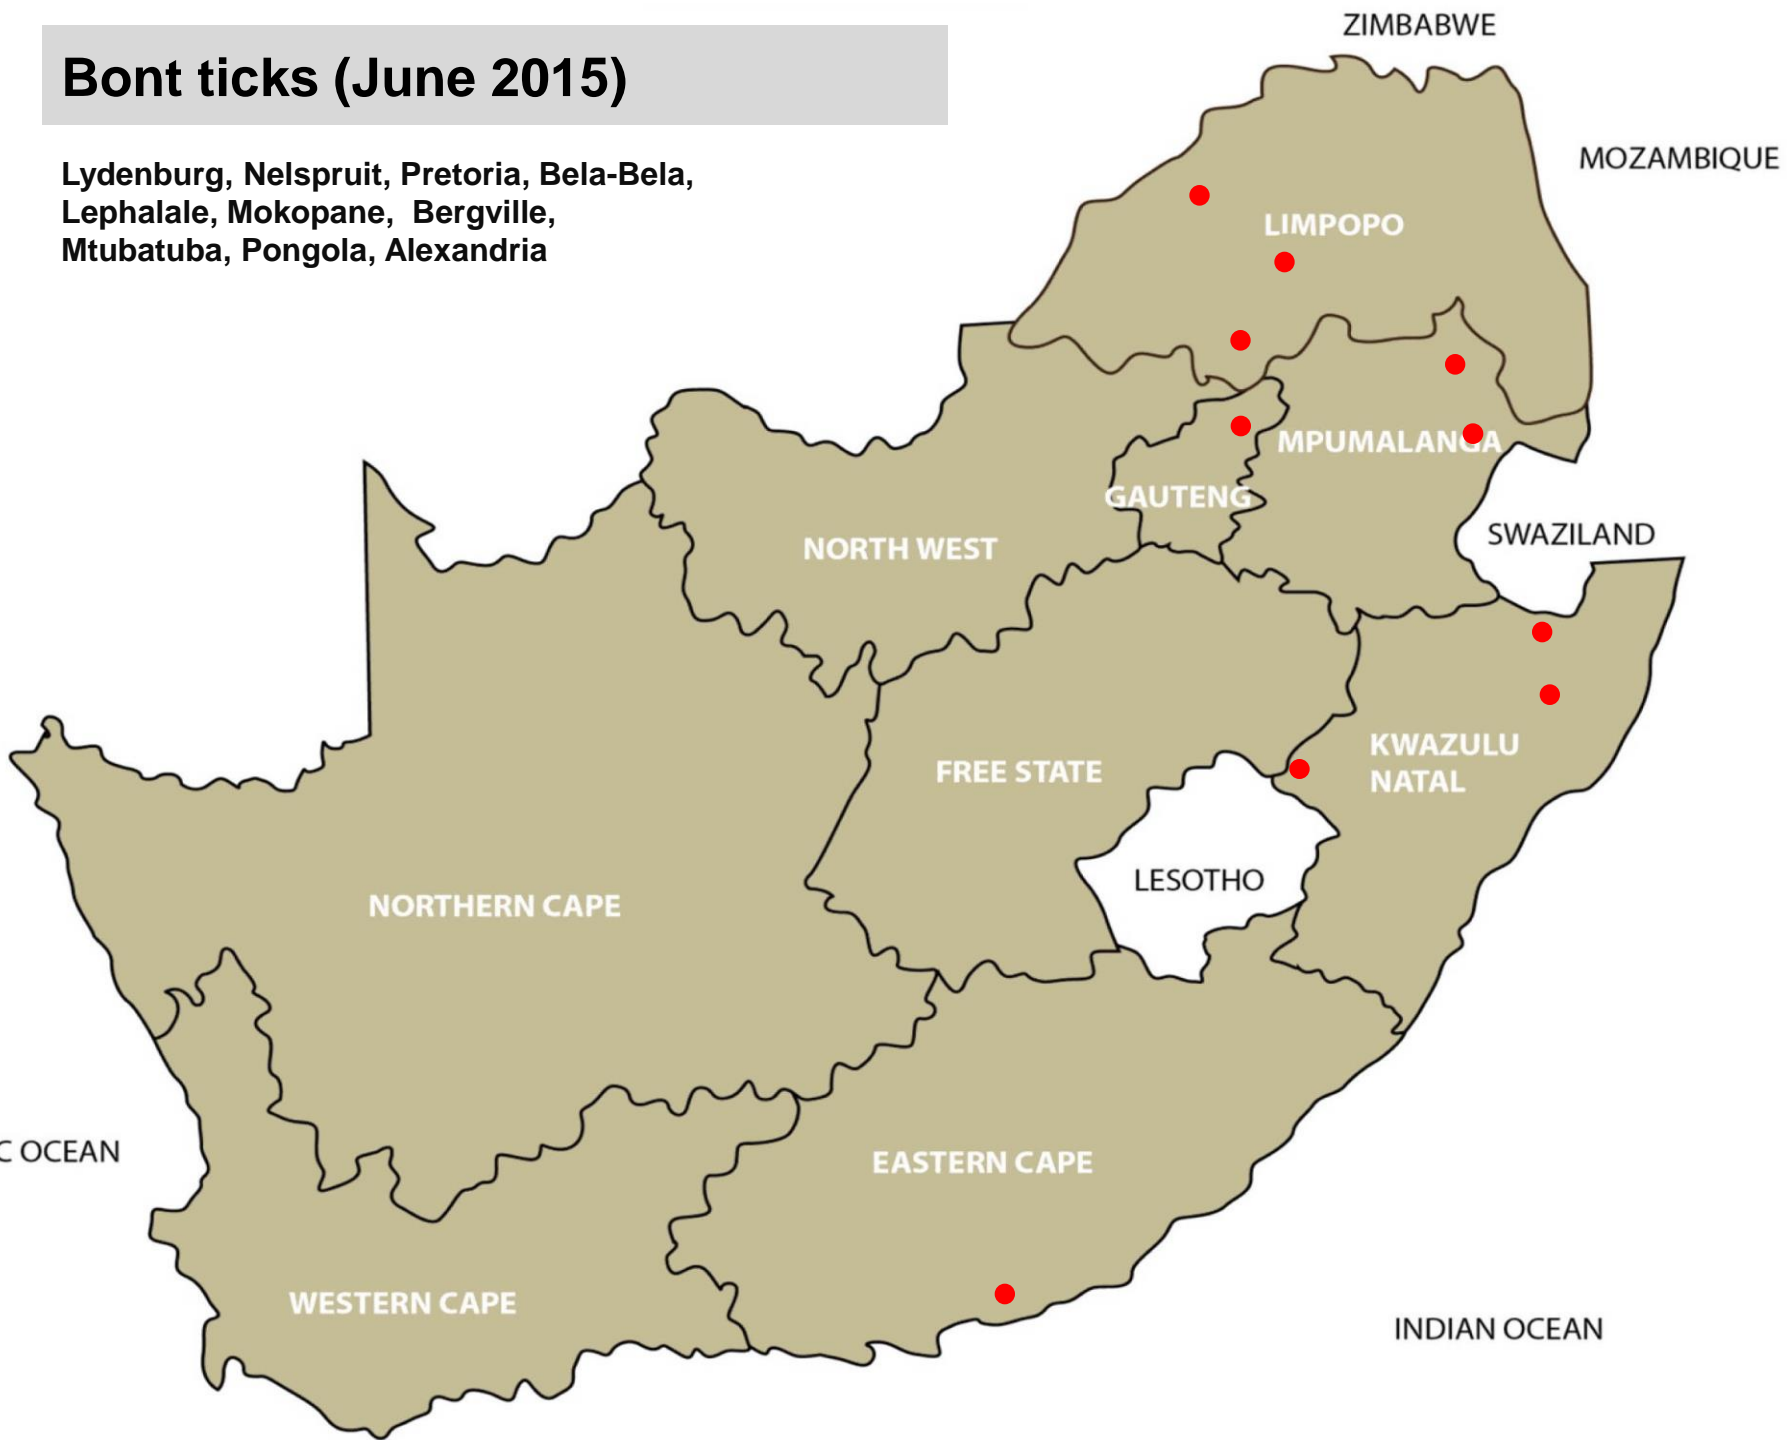 Bont ticks (June 2015)
Lydenburg, Nelspruit, Pretoria, Bela-Bela,
Lephalale, Mokopane, Bergville,
Mtubatuba, Pongola, Alexandria
ZIMBABWE
MOZAMBIQUE
LIMPOPO
MPUMALANGA
GAUTENG
SWAZILAND
NORTH WEST
KWAZULU
NATAL
FREE STATE
LESOTHO
NORTHERN CAPE
C OCEAN
EASTERN CAPE
WESTERN CAPE
INDIAN OCEAN